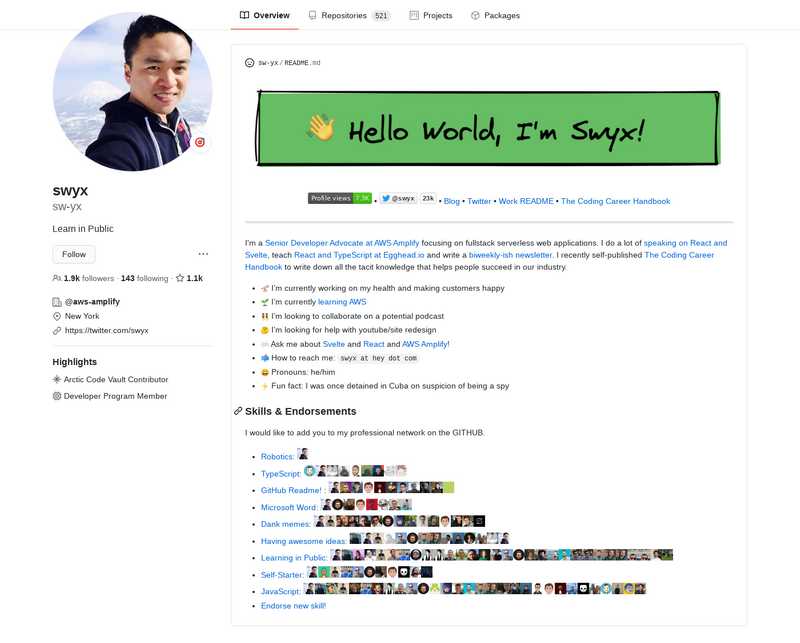 Overview
Repositories 521
Projects
Packages
swyx
sw-yx
Learn in Public
Follow
1.9k followers · 143 following · 1.1k
@aws-amplify
New York
https://twitter.com/swyx
Highlights
Arctic Code Vault Contributor
Developer Program Member
sw-yx / README.md
Hello World, I'm Swyx!
Profile views 7.3K • @swyx 23k • Blog • Twitter • Work README • The Coding Career Handbook
I'm a Senior Developer Advocate at AWS Amplify focusing on fullstack serverless web applications. I do a lot of speaking on React and
Svelte, teach React and TypeScript at Egghead.io and write a biweekly-ish newsletter. I recently self-published The Coding Career
Handbook to write down all the tacit knowledge that helps people succeed in our industry.
• 🚀 I'm currently working on my health and making customers happy
• 🌱 I'm currently learning AWS
• 👯 I'm looking to collaborate on a potential podcast
• 🤔 I'm looking for help with youtube/site redesign
• 💬 Ask me about Svelte and React and AWS Amplify!
• 📫 How to reach me: swyx at hey dot com
• 😄 Pronouns: he/him
• ⚡ Fun fact: I was once detained in Cuba on suspicion of being a spy
Skills & Endorsements
I would like to add you to my professional network on the GITHUB.
• Robotics:
• TypeScript:
• GitHub Readme! :
• Microsoft Word:
• Dank memes:
• Having awesome ideas:
• Learning in Public:
• Self-Starter:
• JavaScript:
• Endorse new skill!